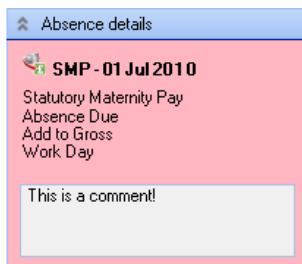 Absence details
SMP - 01 Jul 2010
Statutory Maternity Pay
Absence Due
Add to Gross
Work Day
This is a comment!